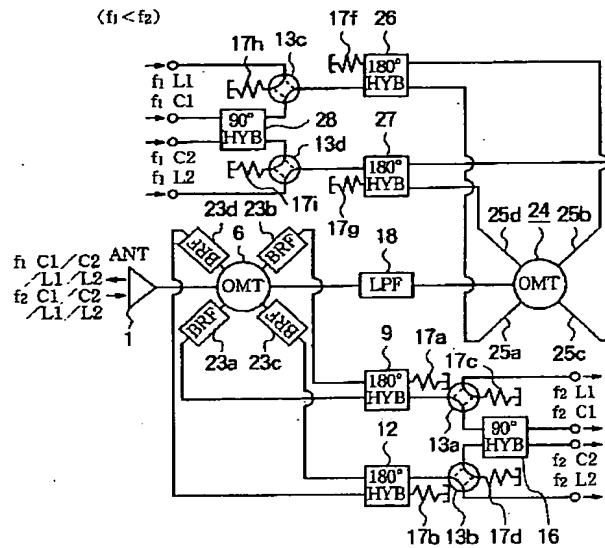 (f₁<f₂)
17h
13c
17f
26
f₁ L1
f₁ C1
180°
HYB
90°
HYB
28
27
f₁ C2
f₁ L2
13d
180°
HYB
17i
17g
23d
6
23b
25d
24
25b
ANT
BRF
BRF
18
f₁ C1/C2
/L1/L2
f₂ C1/C2
/L1/L2
OMT
LPF
OMT
1
BRF
BRF
23a
23c
9
17a
17c
25a
25c
180°
HYB
f₂ L1
f₂ C1
13a
90°
HYB
12
180°
HYB
f₂ C2
f₂ L2
17b
13b
17d
16